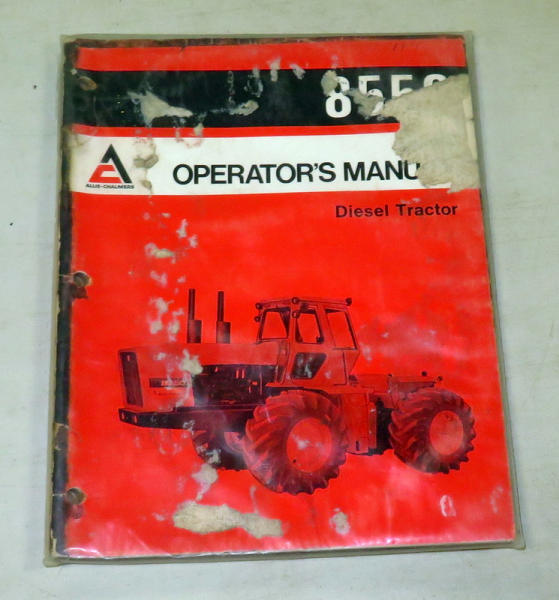 855
OPERATOR'S MANU
ALLIS-CHALMERS
Diesel Tractor